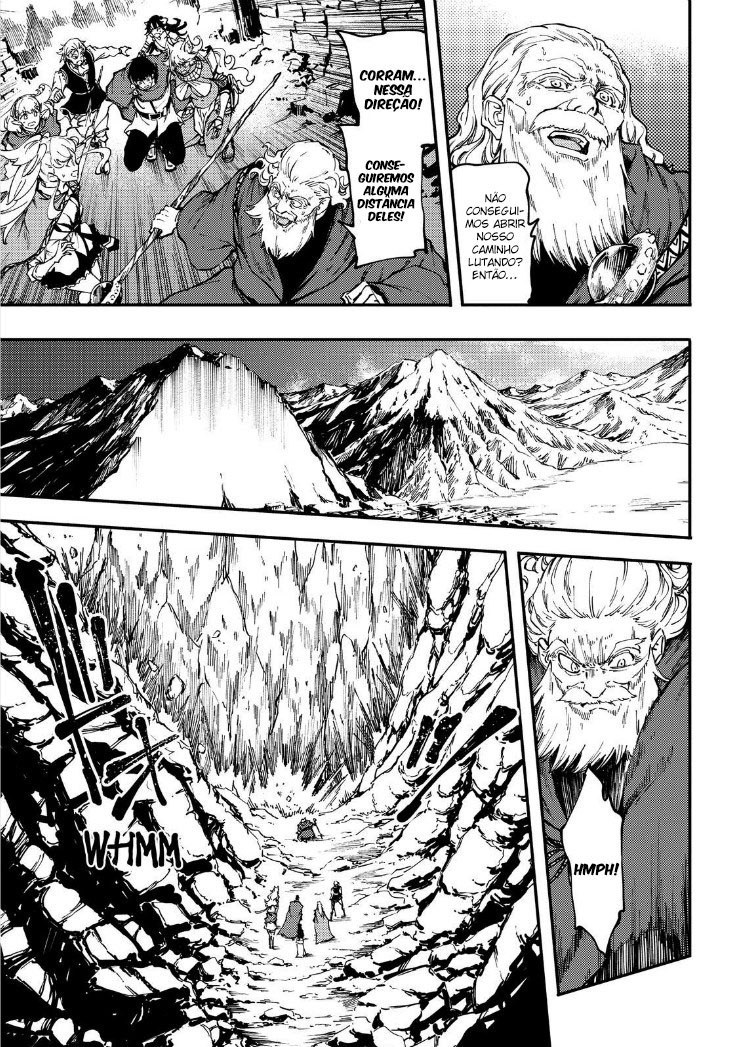 NÃO
CONSEGUI-
MOS ABRIR
NOSSO
CAMINHO
LUTANDO?
ENTÃO...
CORRAM...
NESSA
DIREÇÃO!
CONSE-
GUIREMOS
ALGUMA
DISTÂNCIA
DELES!
HMPH!
WHMM